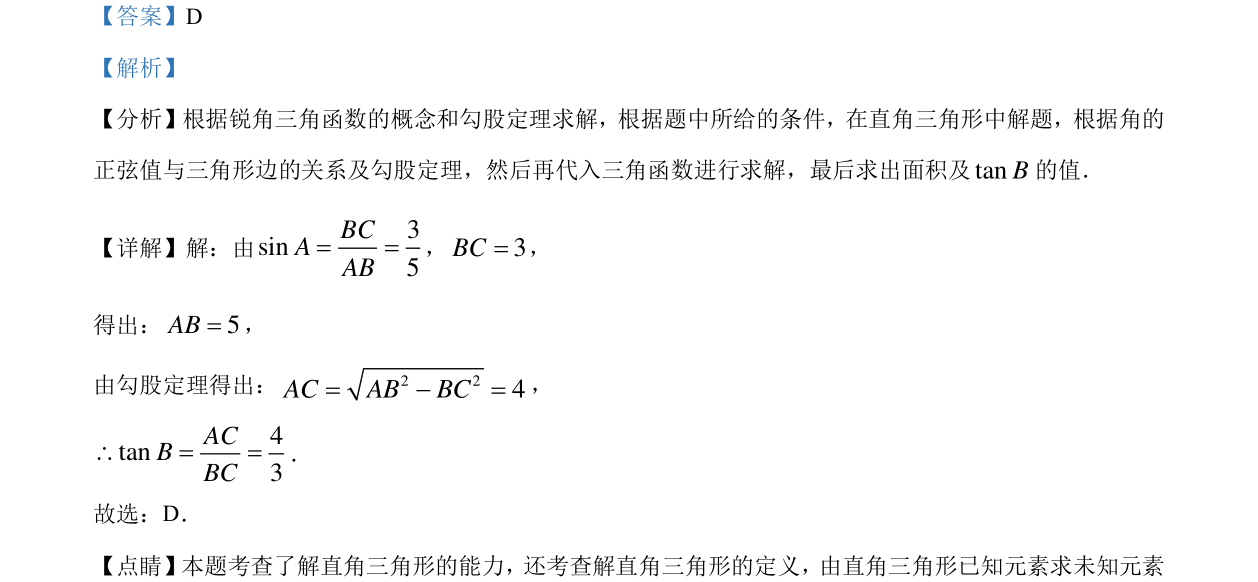 【答案】D
【解析】
【分析】根据锐角三角函数的概念和勾股定理求解，根据题中所给的条件，在直角三角形中解题，根据角的
正弦值与三角形边的关系及勾股定理，然后再代入三角函数进行求解，最后求出面积及 tan B 的值．
【详解】解：由 sin A = BC/AB = 3/5，BC = 3，
得出：AB = 5，
由勾股定理得出：AC = √(AB² − BC²) = 4，
∴ tan B = AC/BC = 4/3．
故选：D．
【点睛】本题考查了解直角三角形的能力，还考查解直角三角形的定义，由直角三角形已知元素求未知元素